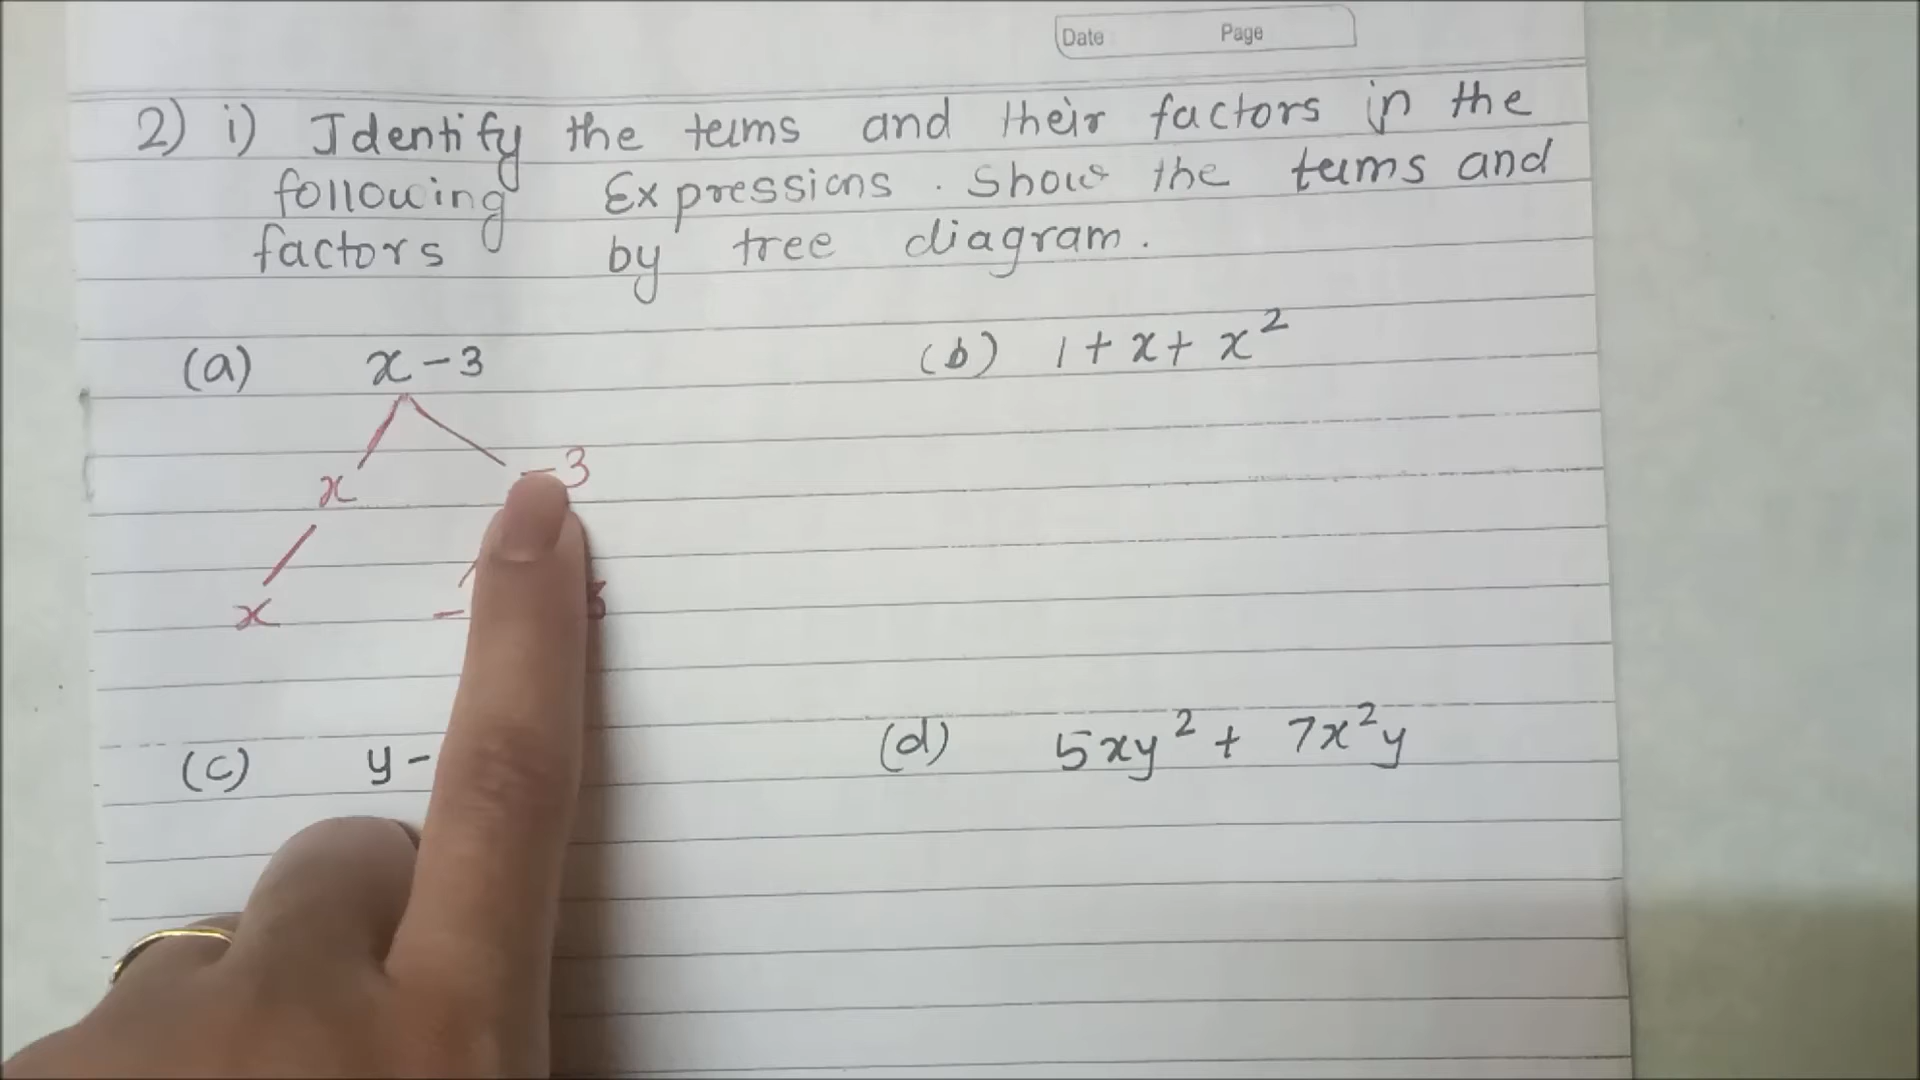 Date Page
2) i) Identify the terms and their factors in the
following Expressions. Show the terms and
factors by tree diagram.
(a) x - 3 (b) 1 + x + x²
x -3
x - 3
(c) y - (d) 5xy² + 7x²y